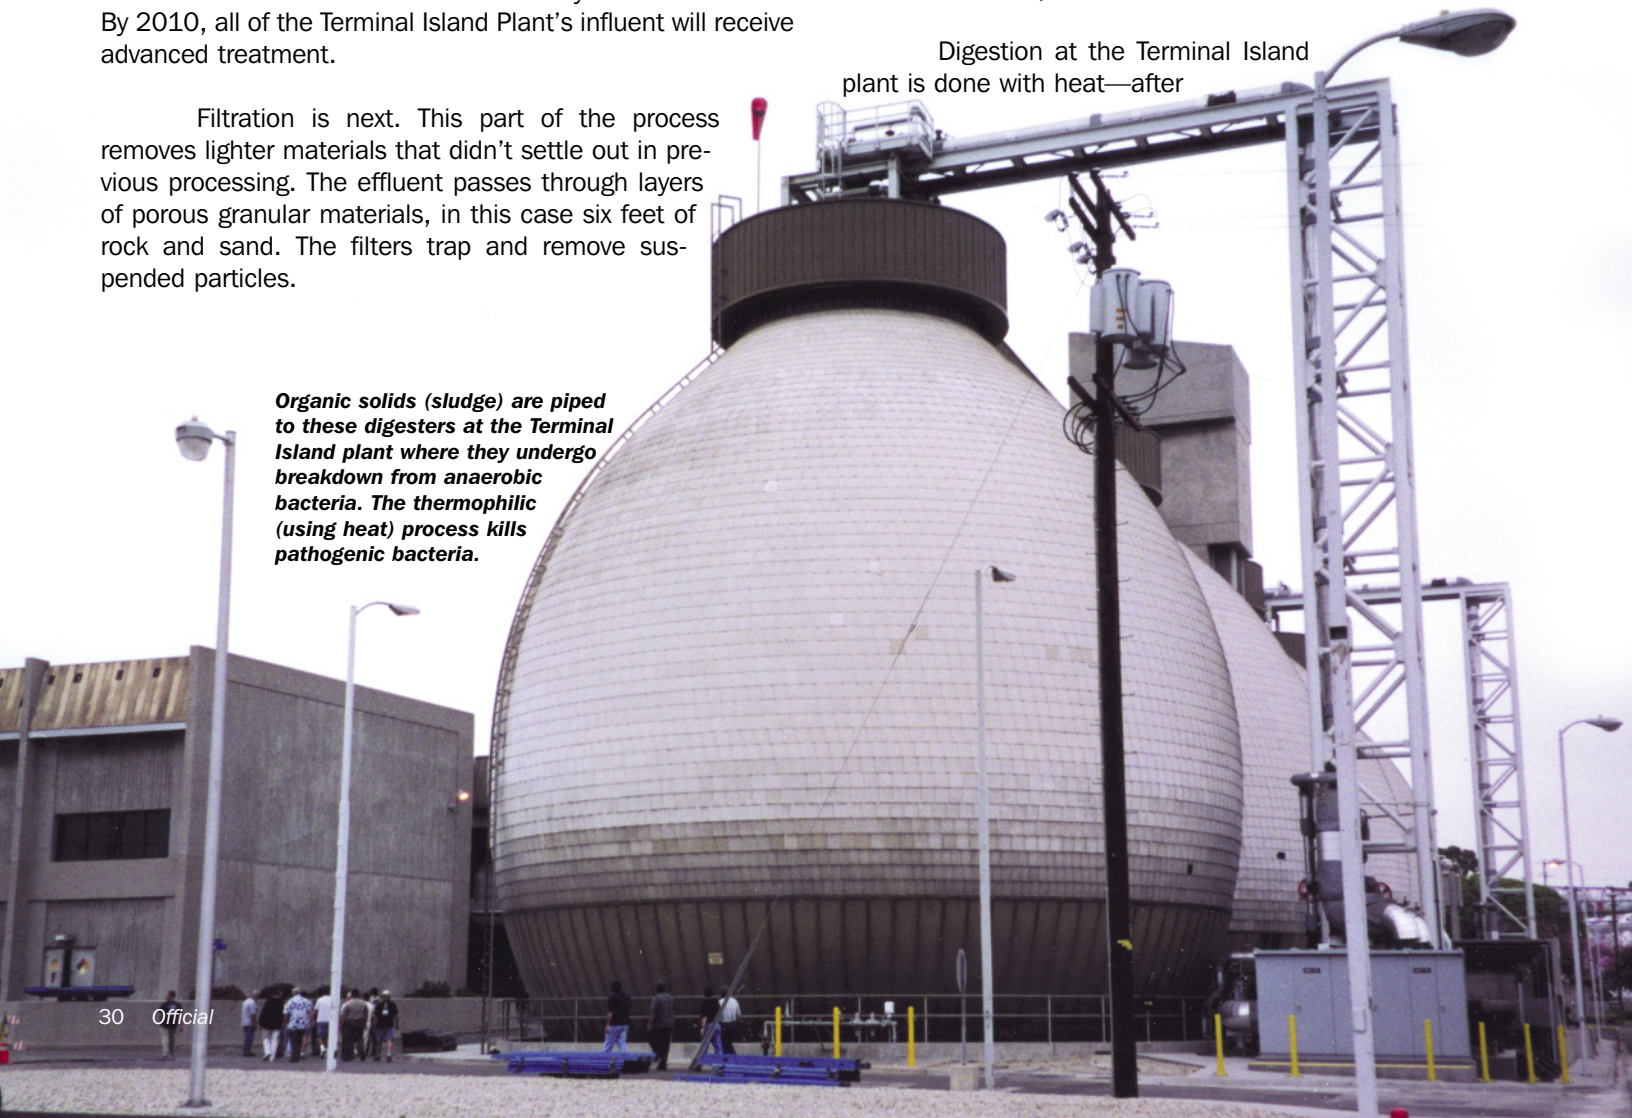 By 2010, all of the Terminal Island Plant’s influent will receive
advanced treatment.
Filtration is next. This part of the process
removes lighter materials that didn’t settle out in pre-
vious processing. The effluent passes through layers
of porous granular materials, in this case six feet of
rock and sand. The filters trap and remove sus-
pended particles.
Digestion at the Terminal Island
plant is done with heat—after
Organic solids (sludge) are piped
to these digesters at the Terminal
Island plant where they undergo
breakdown from anaerobic
bacteria. The thermophilic
(using heat) process kills
pathogenic bacteria.
30 Official